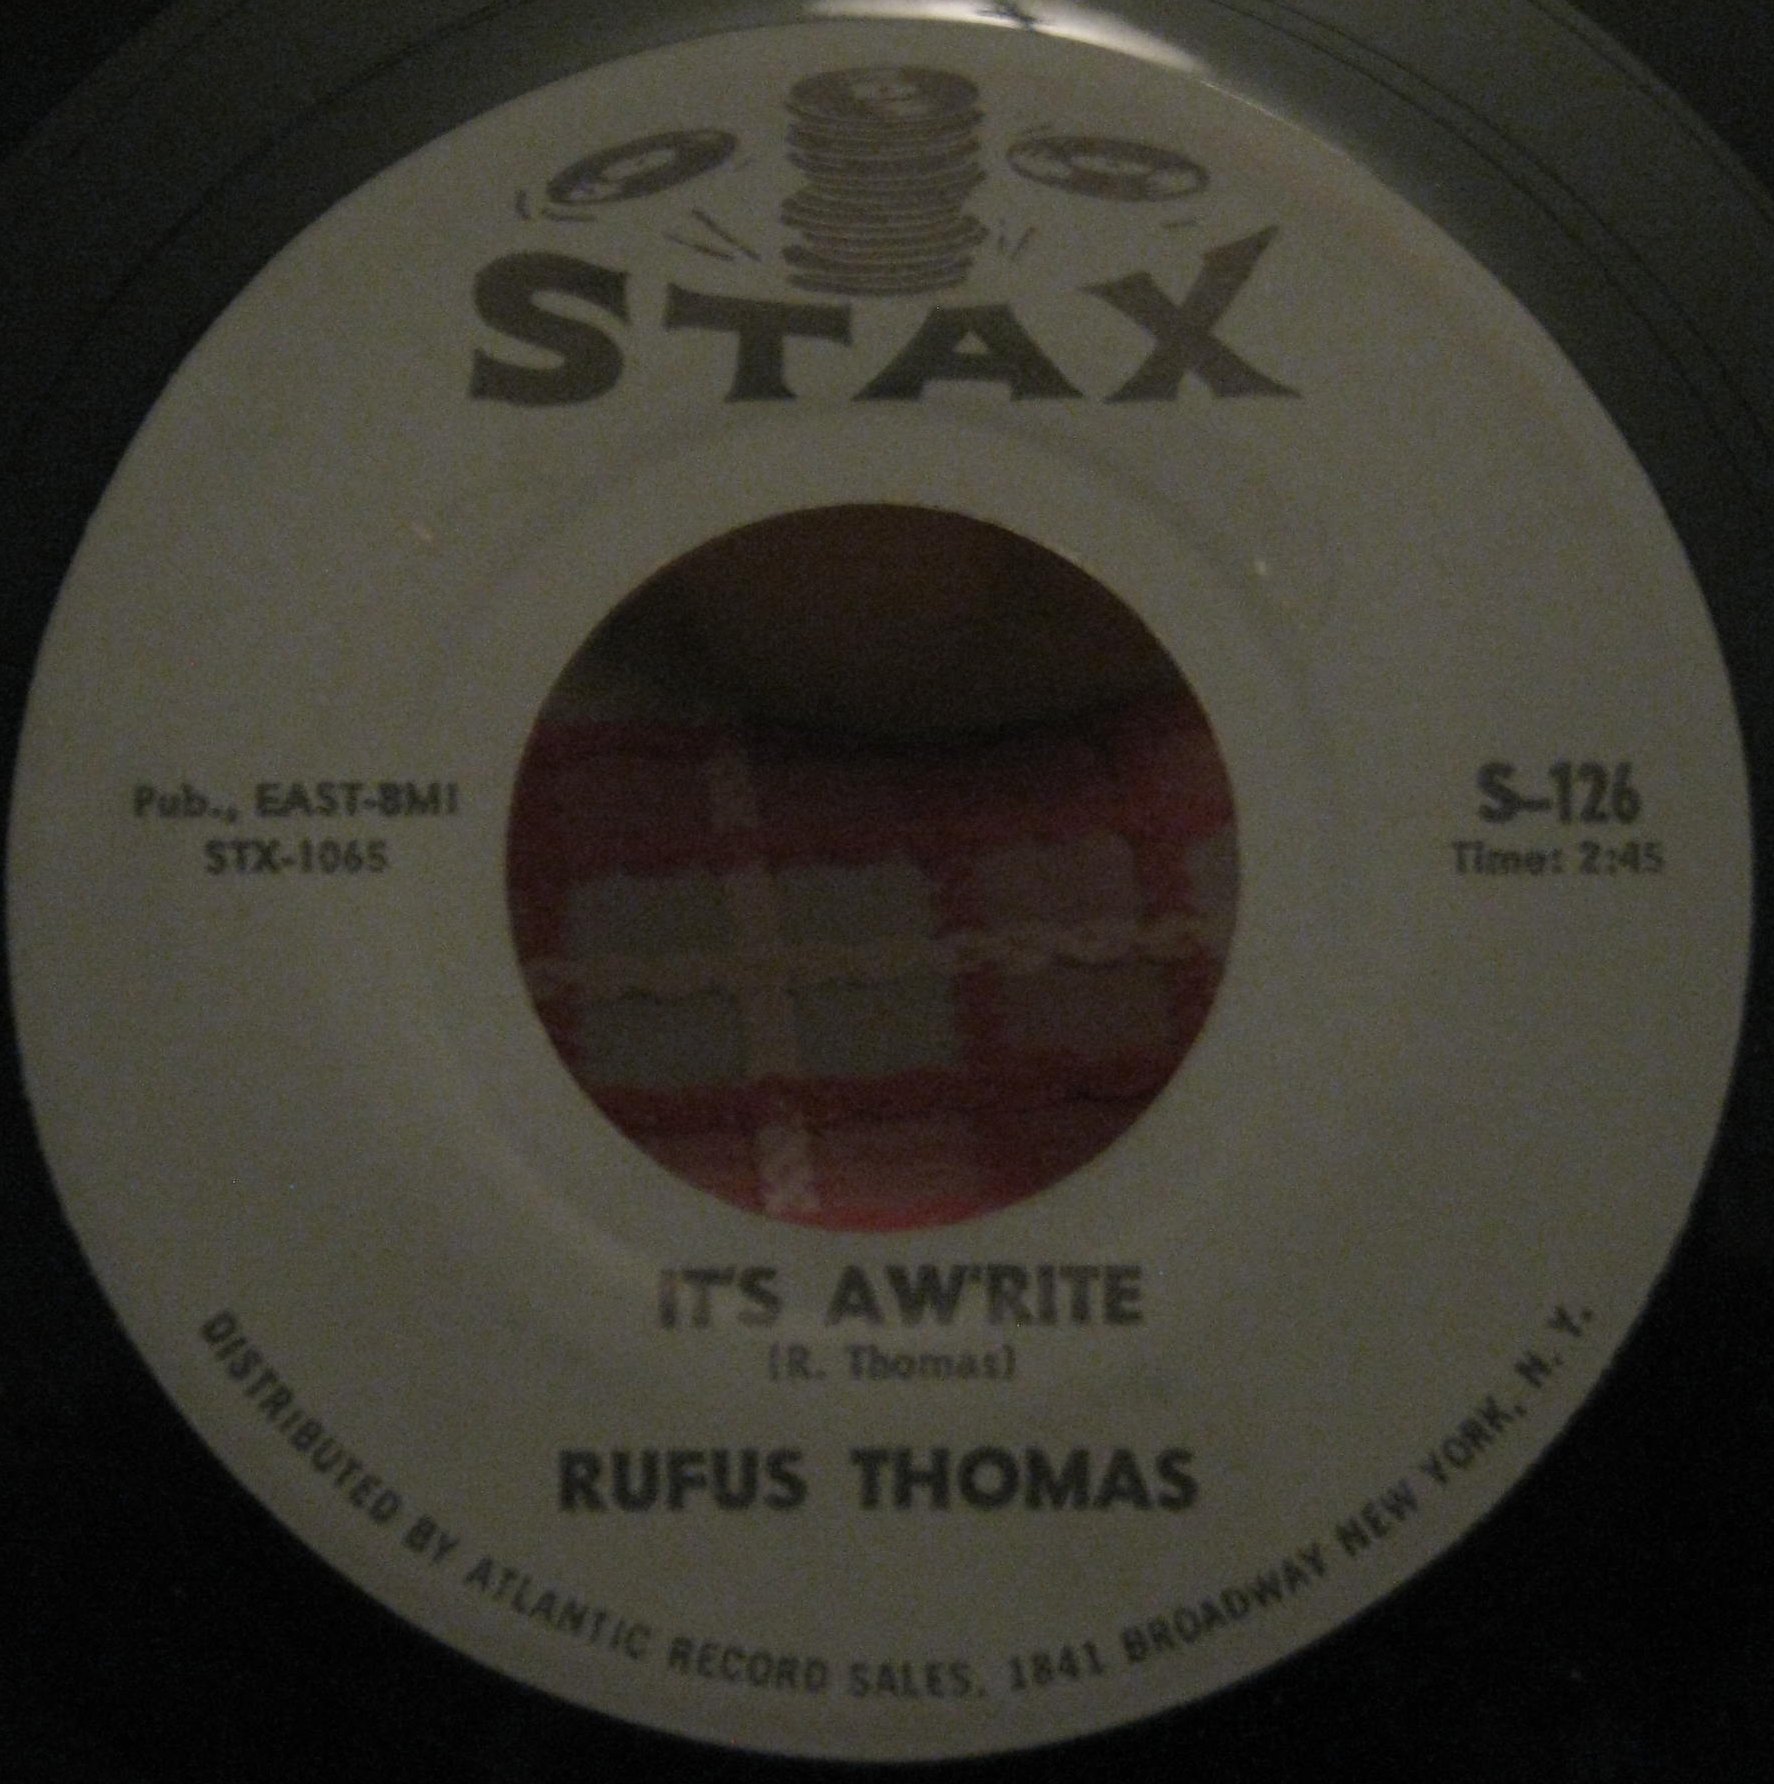 STAX
Pub., EAST-BMI
STX-1065
S-126
Time: 2:45
IT'S AW'RITE
(R. Thomas)
RUFUS THOMAS
DISTRIBUTED BY ATLANTIC RECORD SALES, 1841 BROADWAY NEW YORK, N. Y.